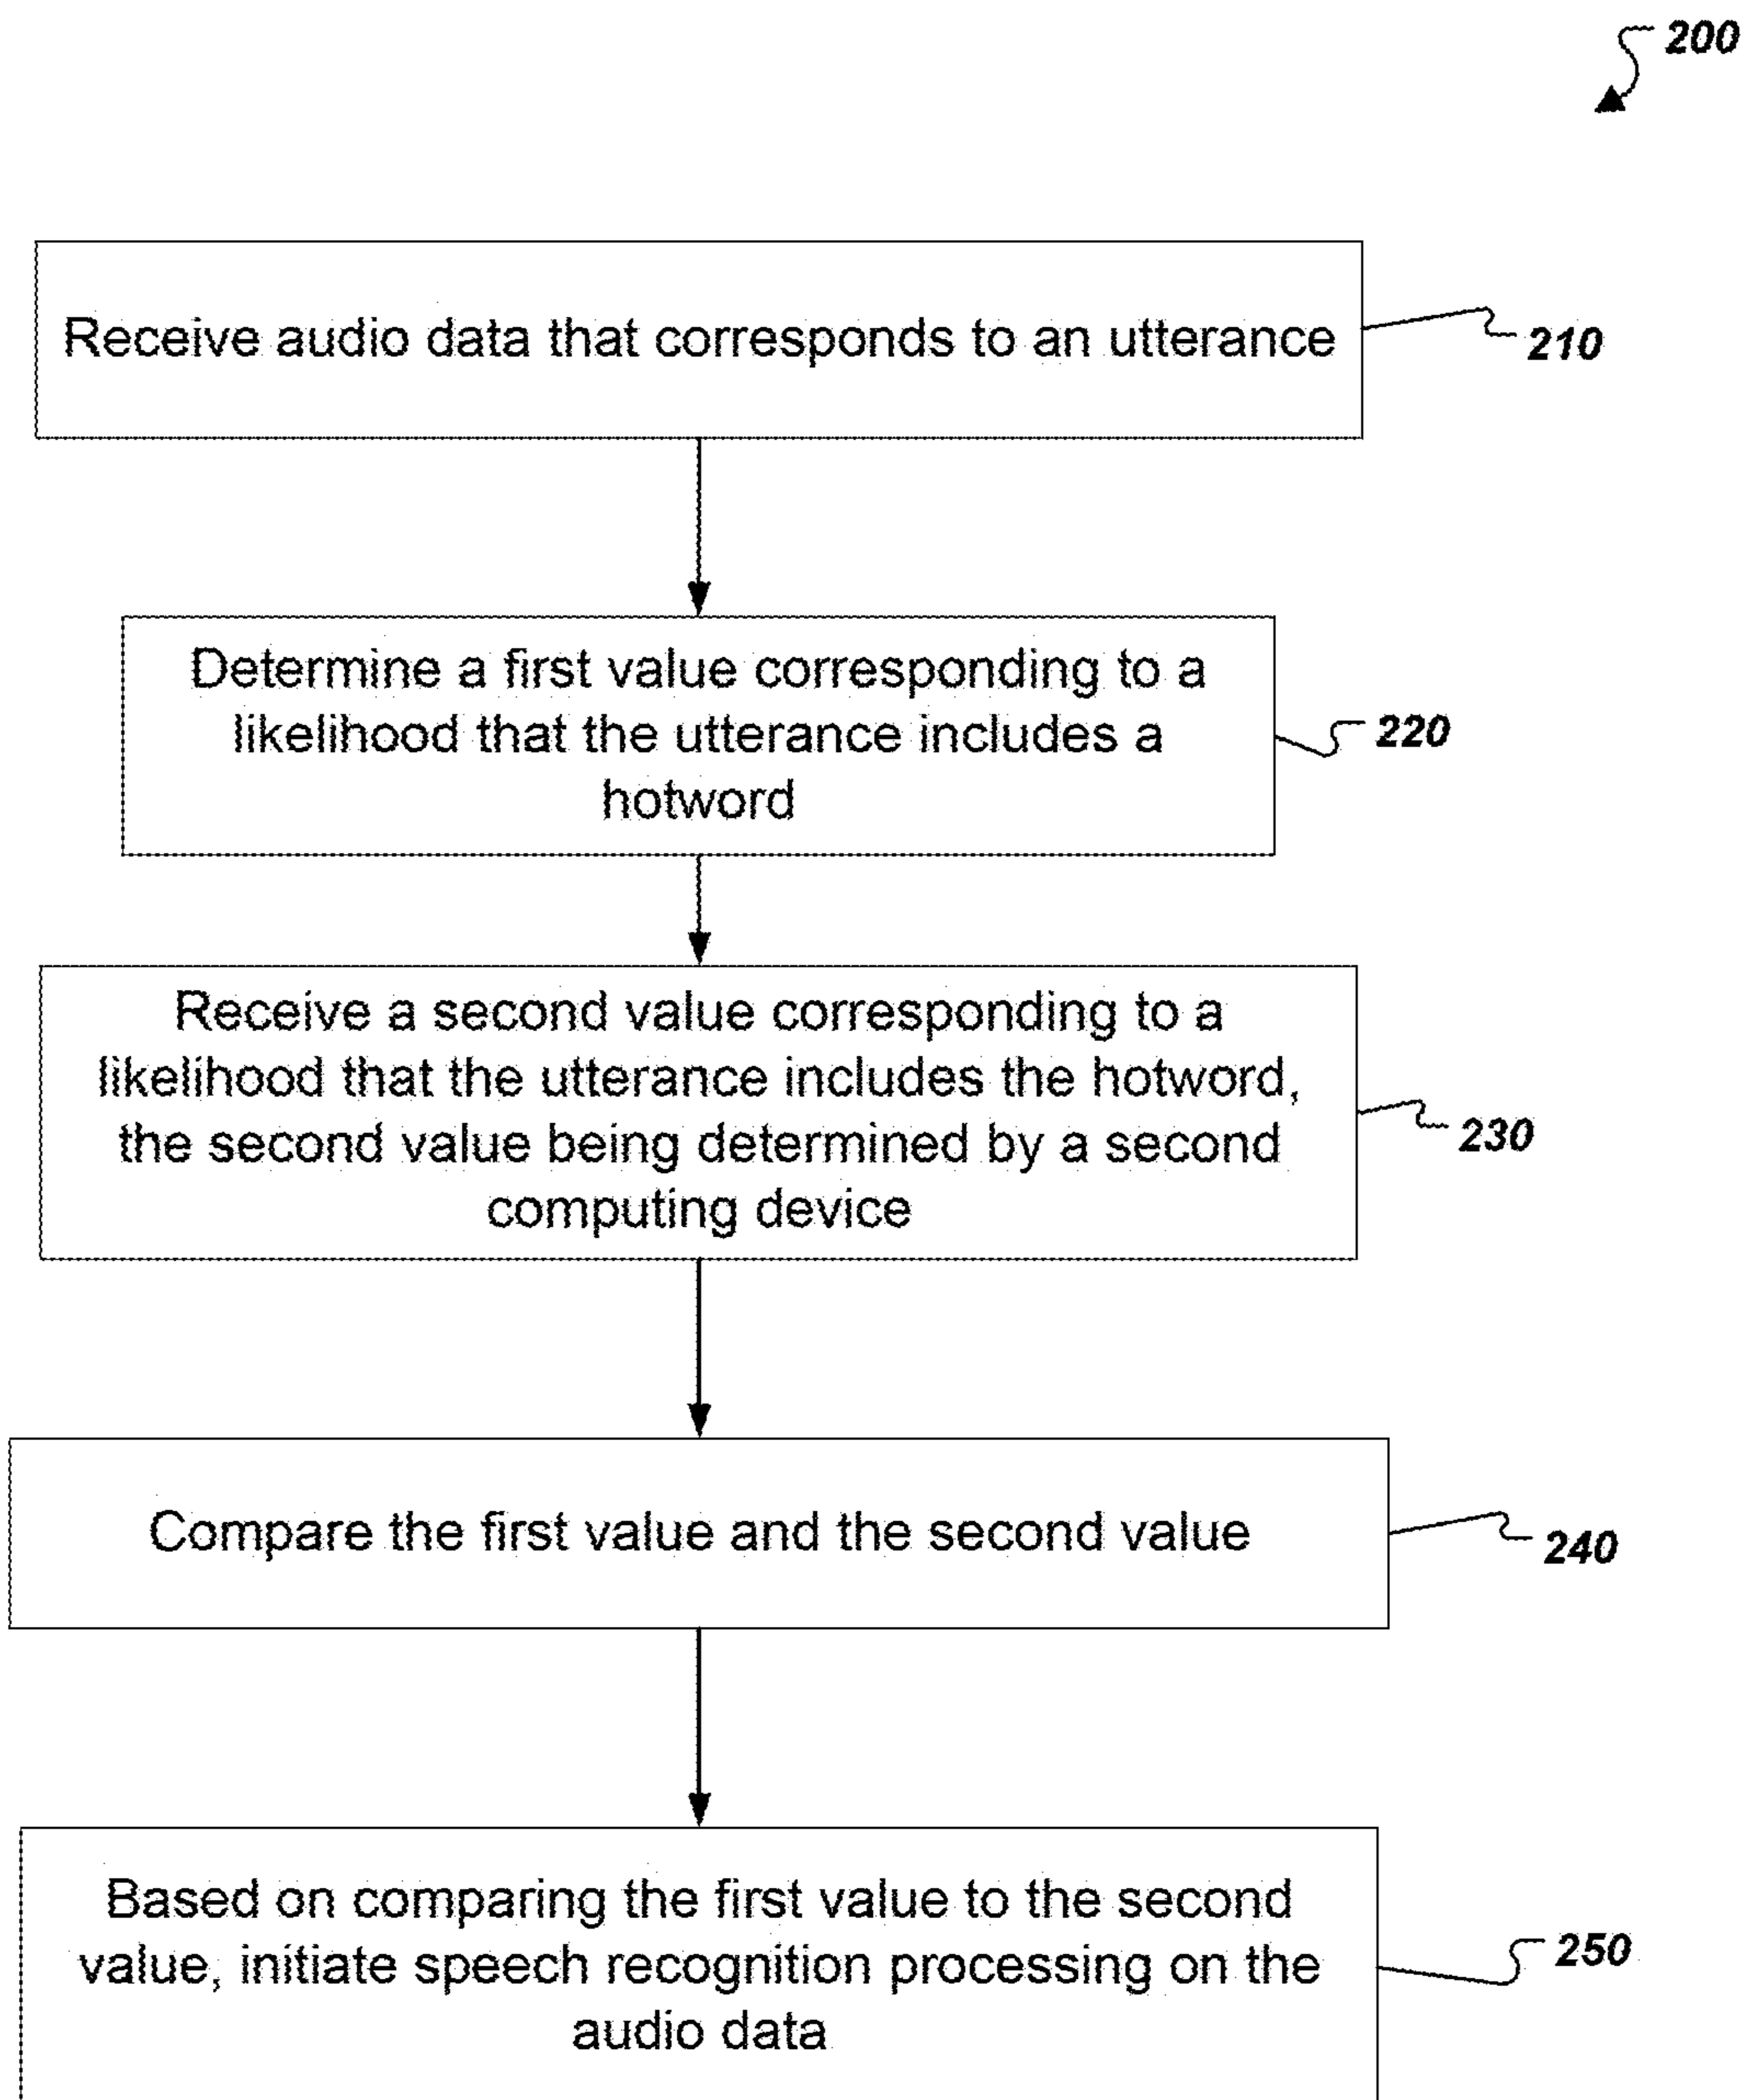 200
Receive audio data that corresponds to an utterance
210
Determine a first value corresponding to a
likelihood that the utterance includes a
hotword
220
Receive a second value corresponding to a
likelihood that the utterance includes the hotword,
the second value being determined by a second
computing device
230
Compare the first value and the second value
240
Based on comparing the first value to the second
value, initiate speech recognition processing on the
audio data
250